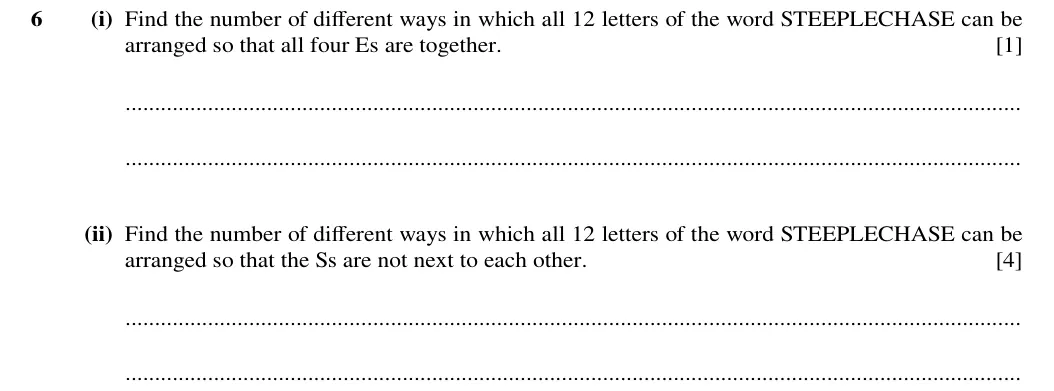 6 (i) Find the number of different ways in which all 12 letters of the word STEEPLECHASE can be
arranged so that all four Es are together. [1]
................................................................................................................................................................
................................................................................................................................................................
(ii) Find the number of different ways in which all 12 letters of the word STEEPLECHASE can be
arranged so that the Ss are not next to each other. [4]
................................................................................................................................................................
................................................................................................................................................................